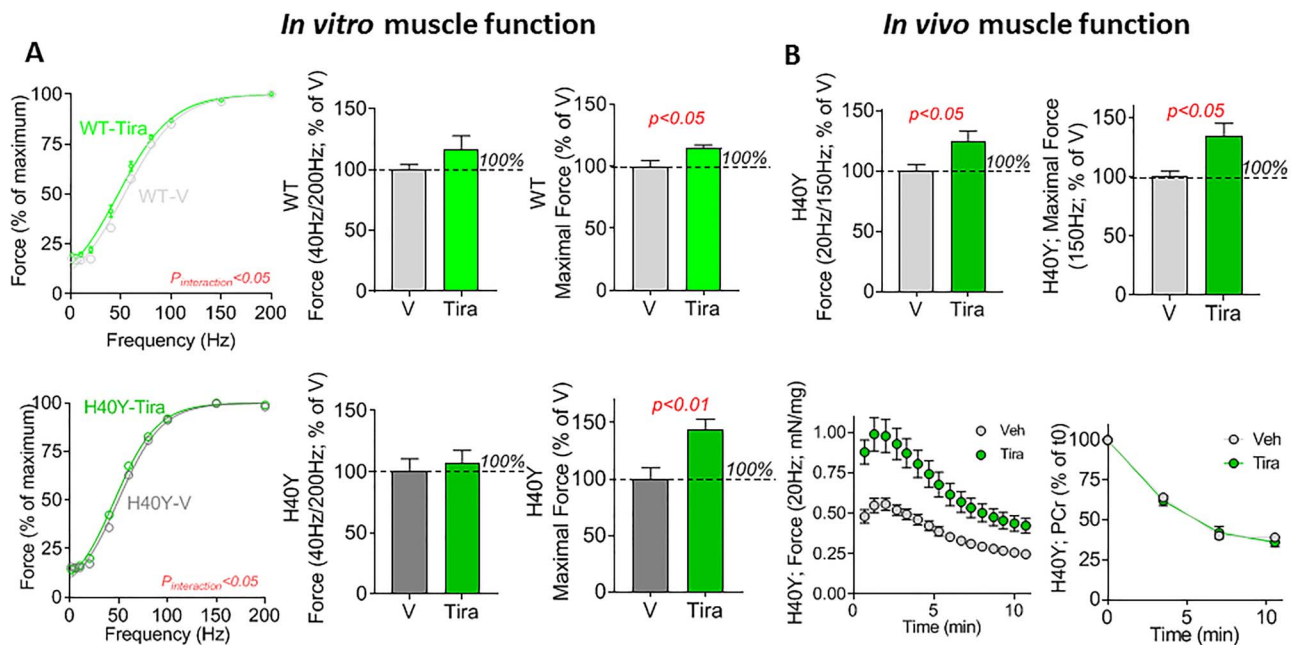 In vitro muscle function
In vivo muscle function
A
B
Force (% of maximum)
100
75
50
25
0
WT-Tira
WT-V
Pinteraction<0.05
0 50 100 150 200
Frequency (Hz)
WT
Force (40Hz/200Hz; % of V)
150
100
50
0
100%
V Tira
WT
Maximal Force (% of V)
150
100
50
0
p<0.05
100%
V Tira
H40Y
Force (20Hz/150Hz; % of V)
150
100
50
0
p<0.05
100%
V Tira
H40Y; Maximal Force
(150Hz; % of V)
150
100
50
0
p<0.05
100%
V Tira
Force (% of maximum)
100
75
50
25
0
H40Y-Tira
H40Y-V
Pinteraction<0.05
0 50 100 150 200
Frequency (Hz)
H40Y
Force (40Hz/200Hz; % of V)
150
100
50
0
100%
V Tira
H40Y
Maximal Force (% of V)
150
100
50
0
p<0.01
100%
V Tira
H40Y; Force (20Hz; mN/mg)
1.00
0.75
0.50
0.25
0.00
Veh
Tira
0 5 10
Time (min)
H40Y; PCr (% of t0)
100
75
50
25
0
Veh
Tira
0 5 10
Time (min)